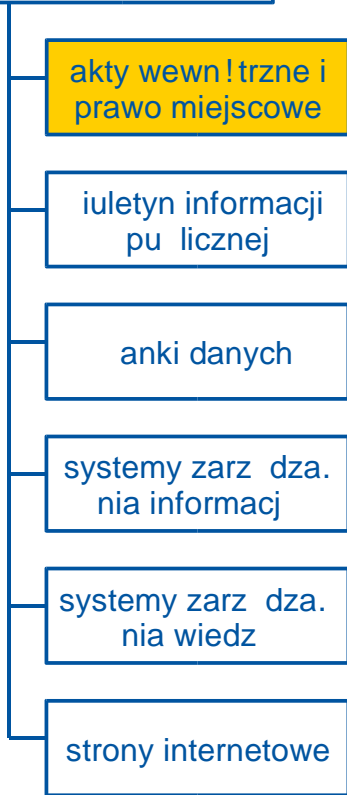 akty wewn!trzne i
prawo miejscowe
iuletyn informacji
pu licznej
anki danych
systemy zarz dza.
nia informacj
systemy zarz dza.
nia wiedz
strony internetowe